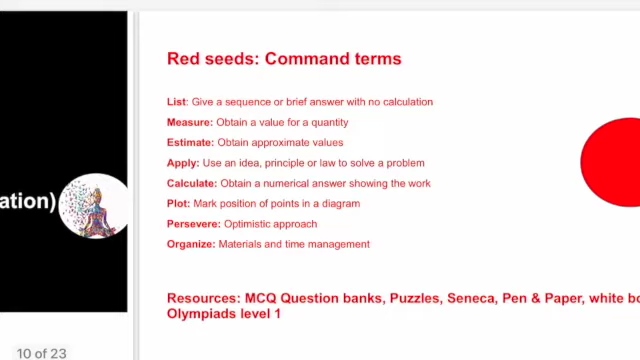 Red seeds: Command terms
List: Give a sequence or brief answer with no calculation
Measure: Obtain a value for a quantity
Estimate: Obtain approximate values
Apply: Use an idea, principle or law to solve a problem
Calculate: Obtain a numerical answer showing the work
Plot: Mark position of points in a diagram
ation)
Persevere: Optimistic approach
Organize: Materials and time management
Resources: MCQ Question banks, Puzzles, Seneca, Pen & Paper, white
Olympiads level 1
10 of 23